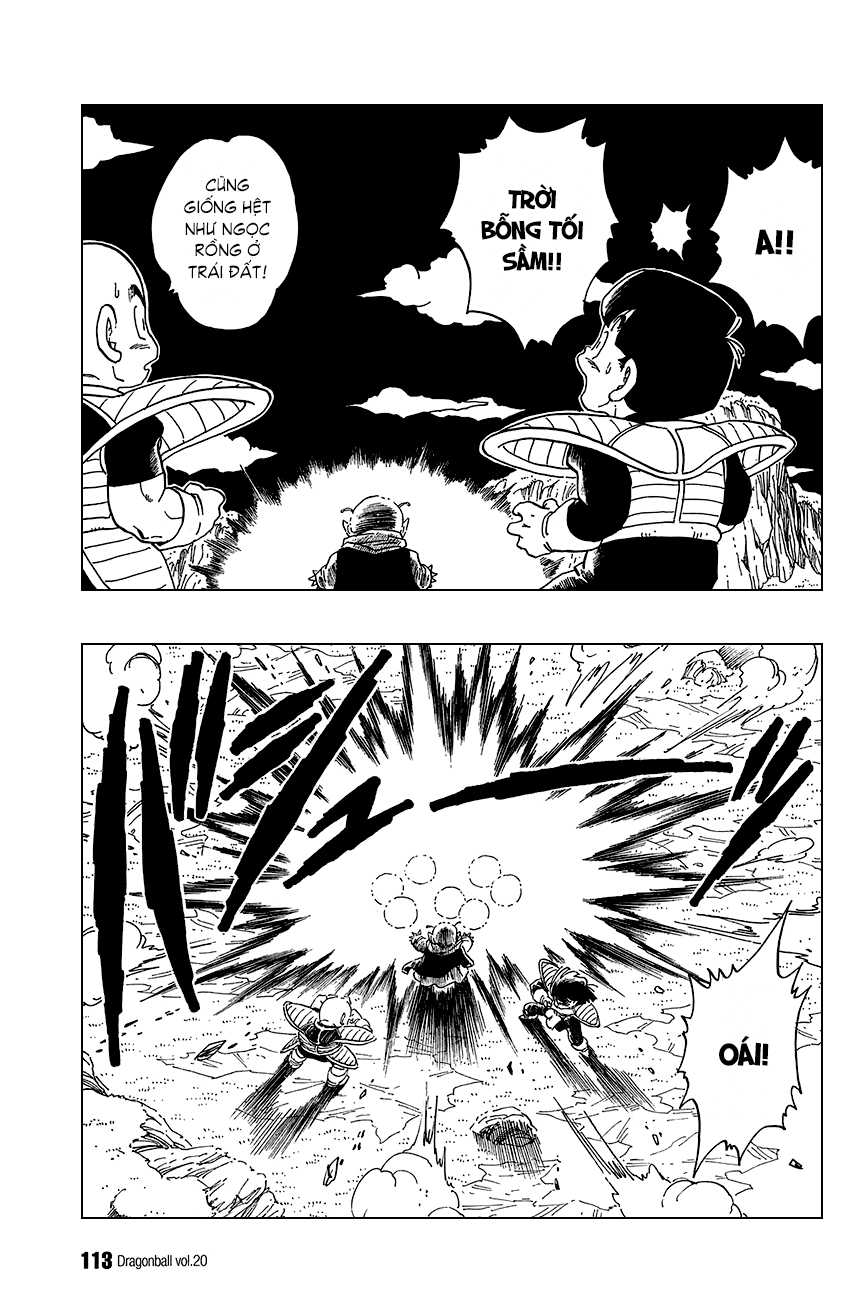 A!!
TRỜI
BỖNG TỐI
SẦM!!
CŨNG
GIỐNG HỆT
NHƯ NGỌC
RỒNG Ở
TRÁI ĐẤT!
OÁI!
113 Dragonball vol.20